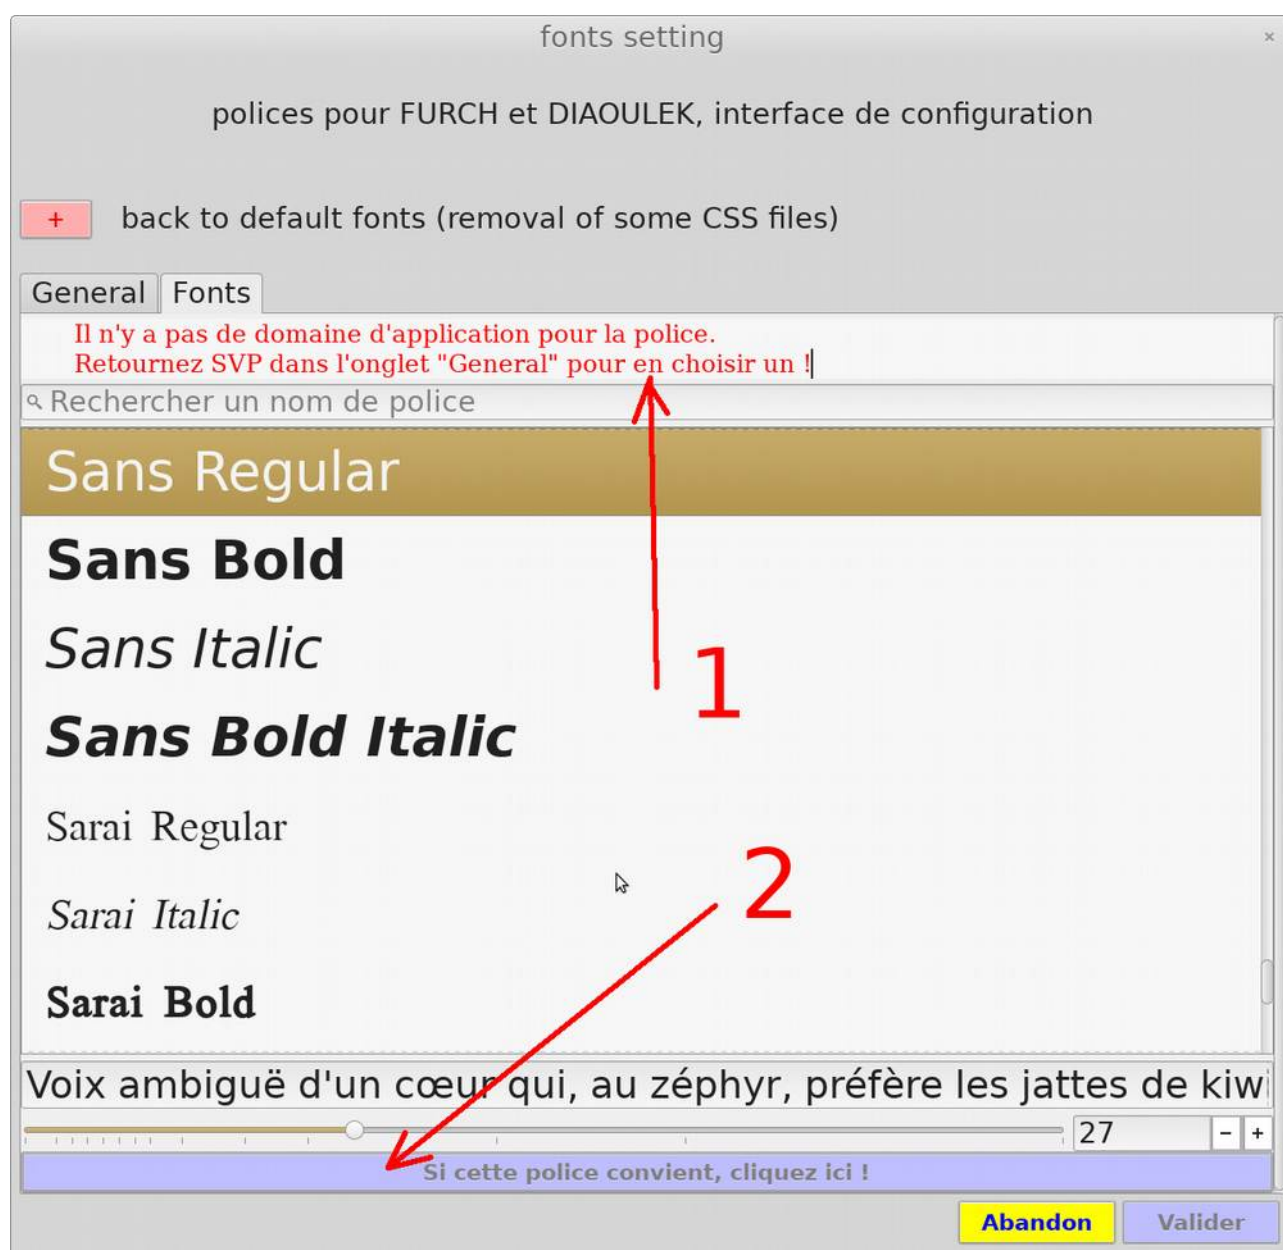 fonts setting ×
polices pour FURCH et DIAOULEK, interface de configuration
+ back to default fonts (removal of some CSS files)
General Fonts
Il n'y a pas de domaine d'application pour la police.
Retournez SVP dans l'onglet "General" pour en choisir un !
Rechercher un nom de police
Sans Regular
Sans Bold
Sans Italic
1
Sans Bold Italic
Sarai Regular
2
Sarai Italic
Sarai Bold
Voix ambiguë d'un cœur qui, au zéphyr, préfère les jattes de kiwi
27 − +
Si cette police convient, cliquez ici !
Abandon Valider